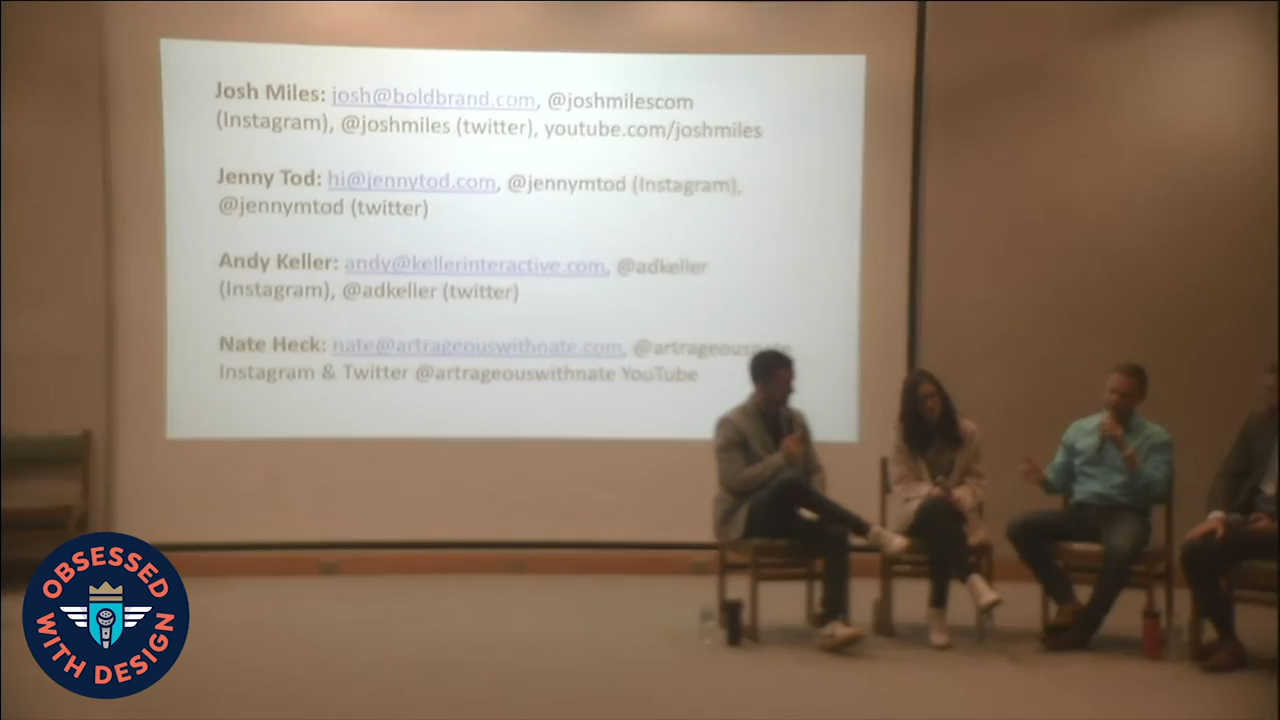 Josh Miles: josh@boldbrand.com, @joshmilescom
(Instagram), @joshmiles (twitter), youtube.com/joshmiles
Jenny Tod: hi@jennytod.com, @jennymtod (Instagram),
@jennymtod (twitter)
Andy Keller: andy@kellerinteractive.com, @adkeller
(Instagram), @adkeller (twitter)
Nate Heck: nate@artrageouswithnate.com, @artrageousnate
Instagram & Twitter @artrageouswithnate YouTube
OBSESSED
WITH DESIGN